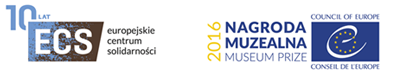 10 LAT
ECS
europejskie
centrum
solidarności
2016
NAGRODA
MUZEALNA
MUSEUM PRIZE
COUNCIL OF EUROPE
CONSEIL DE L'EUROPE